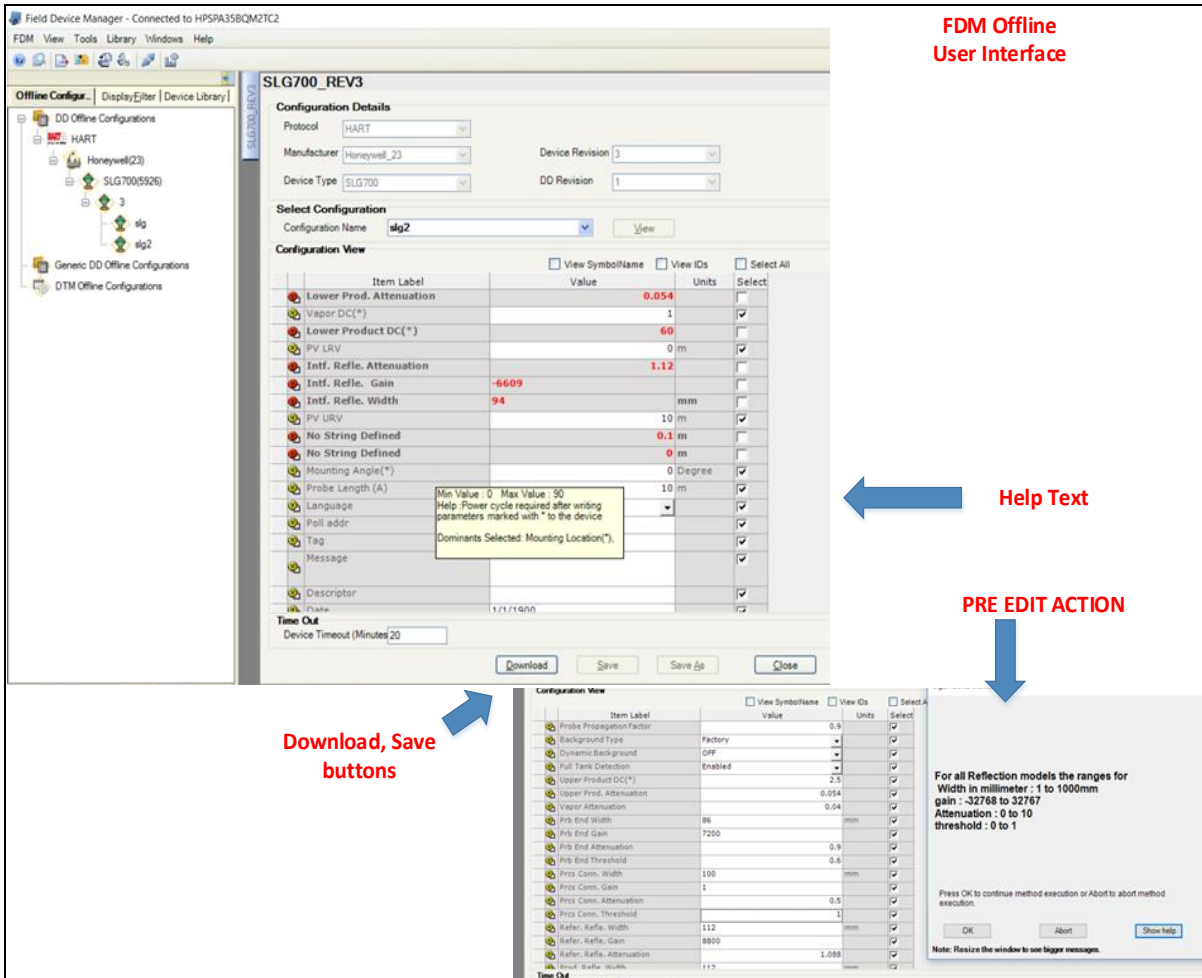 Field Device Manager - Connected to HPSPA35BQM2TC2
FDM View Tools Library Windows Help
FDM Offline
User Interface
Offline Configur... DisplayFilter Device Library
DD Offline Configurations
HART
Honeywell(23)
SLG700(5926)
3
slg
slg2
Generic DD Offline Configurations
DTM Offline Configurations
SLG700_REV3
SLG700_REV3
Configuration Details
Protocol HART
Manufacturer Honeywell_23 Device Revision 3
Device Type SLG700 DD Revision 1
Select Configuration
Configuration Name slg2 View
Configuration View
View SymbolName View IDs Select All
Item Label Value Units Select
Lower Prod. Attenuation 0.054
Vapor DC(*) 1
Lower Product DC(*) 60
PV LRV 0 m
Intf. Refle. Attenuation 1.12
Intf. Refle. Gain -6609
Intf. Refle. Width 94 mm
PV URV 10 m
No String Defined 0.1 m
No String Defined 0 m
Mounting Angle(*) 0 Degree
Probe Length (A) 10 m
Language
Poll addr
Tag
Message
Descriptor
Date 1/1/1900
Min Value : 0 Max Value : 90
Help :Power cycle required after writing
parameters marked with * to the device
Dominants Selected: Mounting Location(*),
Time Out
Device Timeout (Minutes 20
Download Save Save As Close
Help Text
PRE EDIT ACTION
Download, Save
buttons
Configuration View
View SymbolName View IDs Select A
Item Label Value Units Select
Probe Propagation Factor 0.9
Background Type Factory
Dynamic Background OFF
Full Tank Detection Enabled
Upper Product DC(*) 2.5
Upper Prod. Attenuation 0.054
Vapor Attenuation 0.04
Prb End Width 86 mm
Prb End Gain 7200
Prb End Attenuation 0.9
Prb End Threshold 0.6
Prcs Conn. Width 100 mm
Prcs Conn. Gain 1
Prcs Conn. Attenuation 0.5
Prcs Conn. Threshold 1
Refer. Refle. Width 112 mm
Refer. Refle. Gain 8800
Refer. Refle. Attenuation 1.088
Prod. Refle. Width 112 mm
Time Out
For all Reflection models the ranges for
Width in millimeter : 1 to 1000mm
gain : -32768 to 32767
Attenuation : 0 to 10
threshold : 0 to 1
Press OK to continue method execution or Abort to abort method
execution.
OK Abort Show help
Note: Resize the window to see bigger messages.